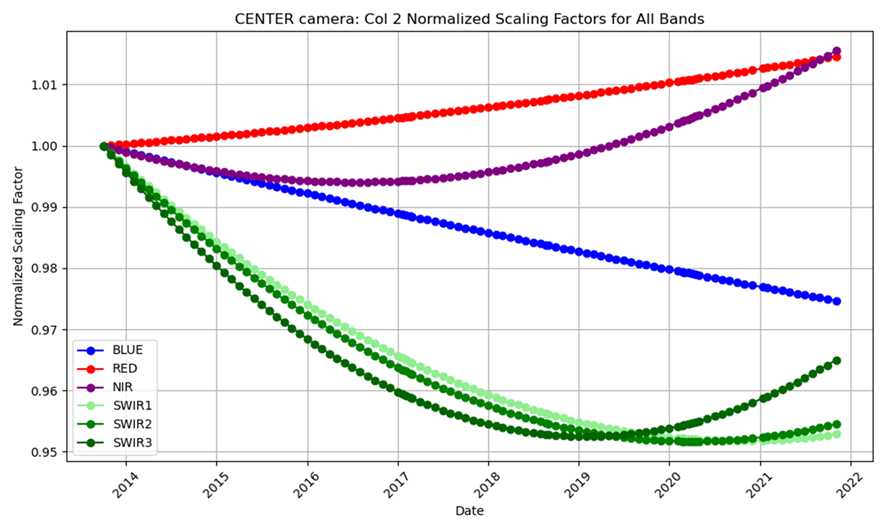 CENTER camera: Col 2 Normalized Scaling Factors for All Bands
Normalized Scaling Factor
1.01
1.00
0.99
0.98
0.97
0.96
0.95
BLUE
RED
NIR
SWIR1
SWIR2
SWIR3
2014
2015
2016
2017
2018
2019
2020
2021
2022
Date